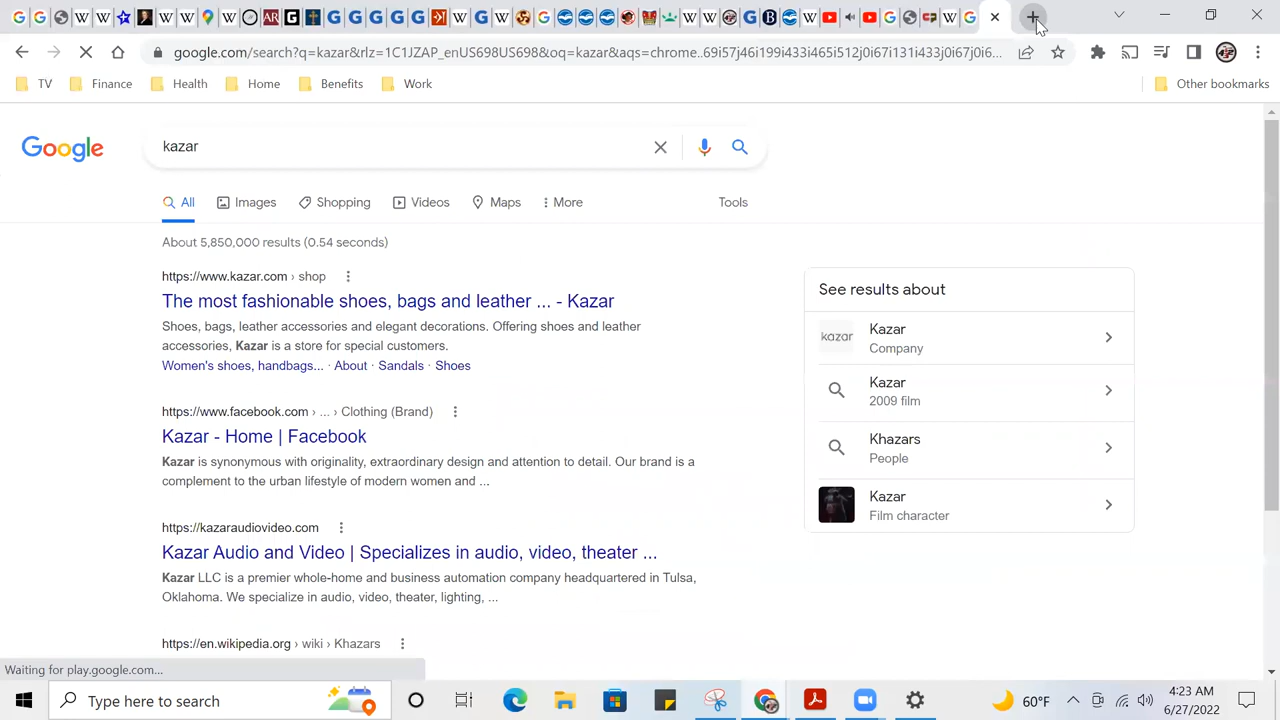 google.com/search?q=kazar&rlz=1C1JZAP_enUS698US698&oq=kazar&aqs=chrome..69i57j46i199i433i465i512j0i67i131i433j0i67j0i6...
TV Finance Health Home Benefits Work Other bookmarks
Google
kazar
All Images Shopping Videos Maps More Tools
About 5,850,000 results (0.54 seconds)
https://www.kazar.com › shop
The most fashionable shoes, bags and leather ... - Kazar
Shoes, bags, leather accessories and elegant decorations. Offering shoes and leather
accessories, Kazar is a store for special customers.
Women's shoes, handbags... · About · Sandals · Shoes
https://www.facebook.com › ... › Clothing (Brand)
Kazar - Home | Facebook
Kazar is synonymous with originality, extraordinary design and attention to detail. Our brand is a
complement to the urban lifestyle of modern women and ...
https://kazaraudiovideo.com
Kazar Audio and Video | Specializes in audio, video, theater ...
Kazar LLC is a premier whole-home and business automation company headquartered in Tulsa,
Oklahoma. We specialize in audio, video, theater, lighting, ...
https://en.wikipedia.org › wiki › Khazars
See results about
kazar
Kazar
Company
Kazar
2009 film
Khazars
People
Kazar
Film character
Waiting for play.google.com...
Type here to search
60°F
4:23 AM
6/27/2022